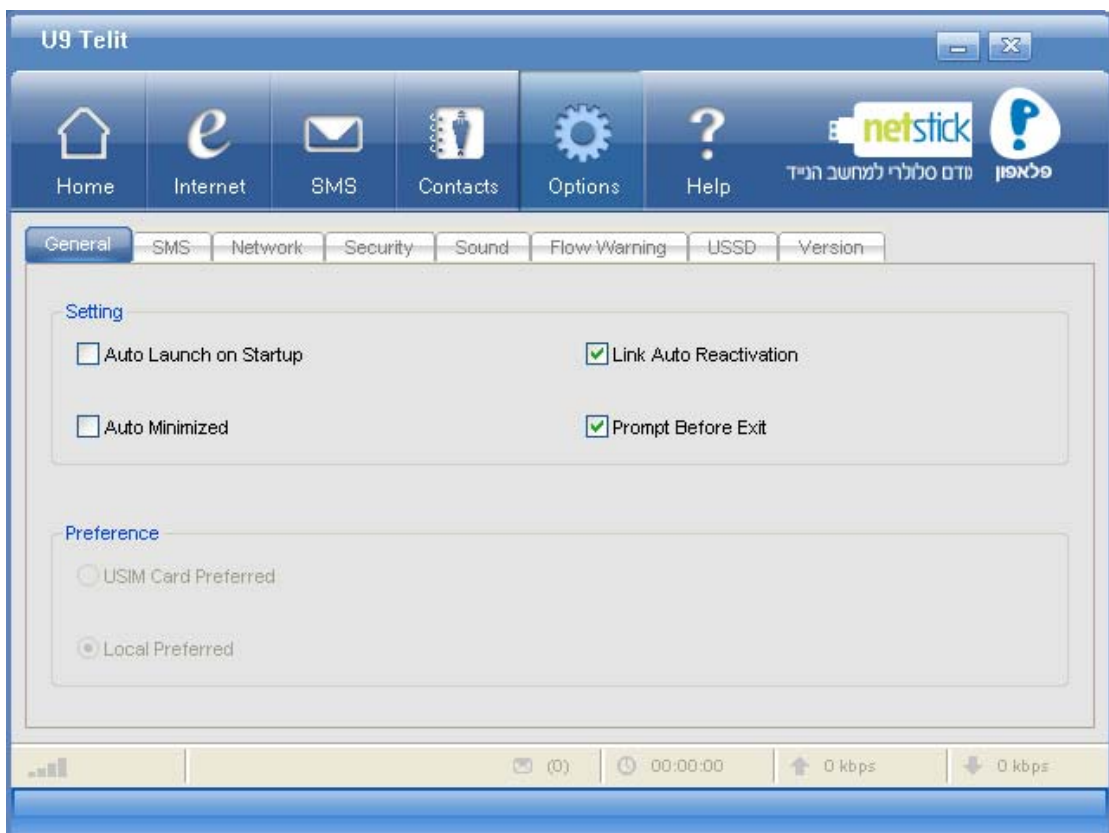 U9 Telit
Home Internet SMS Contacts Options Help
netstick
מודם סלולרי למחשב הנייד
פלאפון
General SMS Network Security Sound Flow Warning USSD Version
Setting
Auto Launch on Startup Link Auto Reactivation
Auto Minimized Prompt Before Exit
Preference
USIM Card Preferred
Local Preferred
(0) 00:00:00 0 kbps 0 kbps